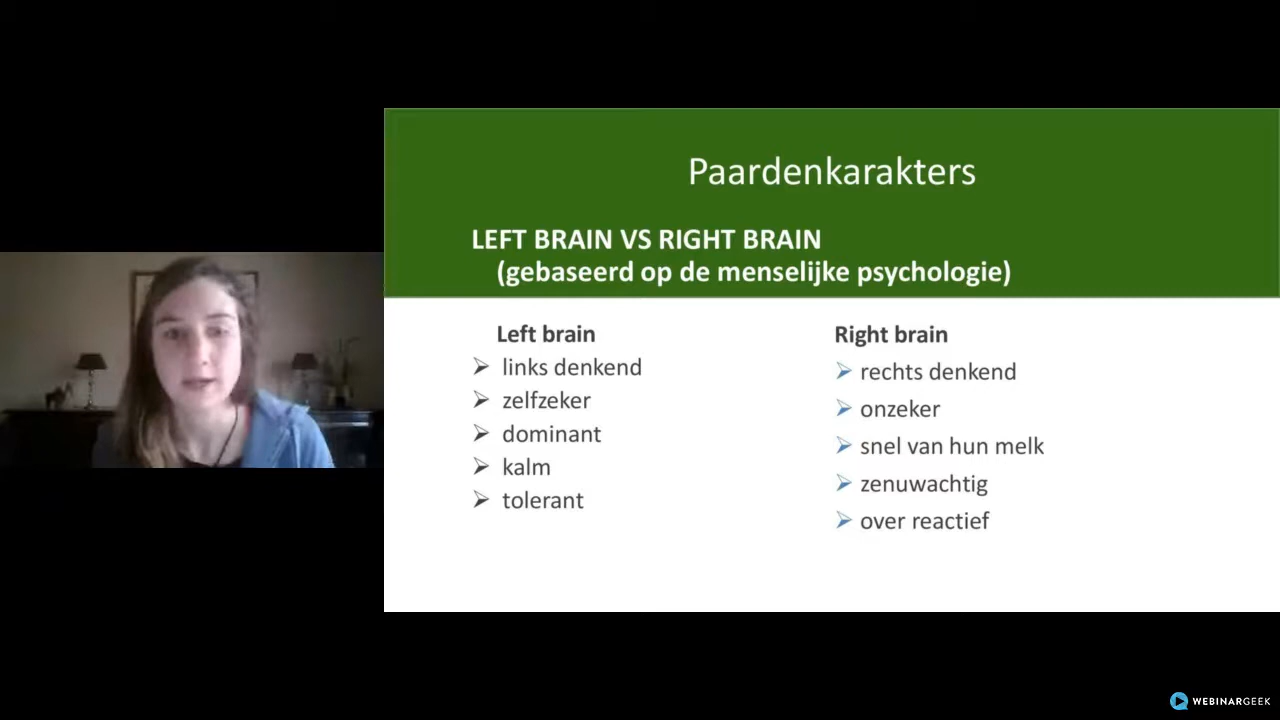 Paardenkarakters
LEFT BRAIN VS RIGHT BRAIN
(gebaseerd op de menselijke psychologie)
Left brain
links denkend
zelfzeker
dominant
kalm
tolerant
Right brain
rechts denkend
onzeker
snel van hun melk
zenuwachtig
over reactief
WEBINARGEEK